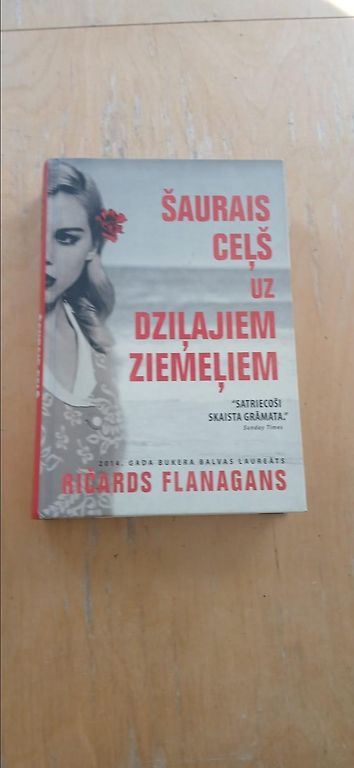 ŠAURAIS
CEĻŠ
UZ
DZIĻAJIEM
ZIEMEĻIEM
"SATRIECOŠI
SKAISTA GRĀMATA."
Sunday Times
2014. GADA BUKERA BALVAS LAUREĀTS
RIČARDS FLANAGANS